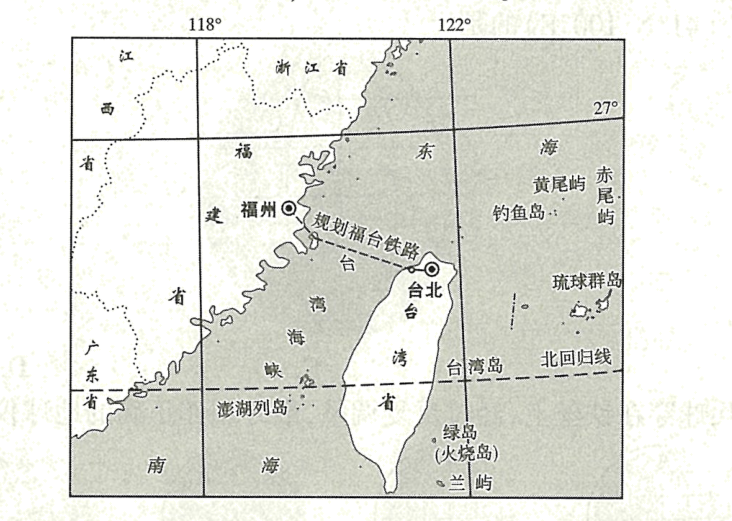 118°
122°
江
西
省
浙江省
27°
福
建
省
东海
黄尾屿
赤尾屿
钓鱼岛
福州
规划福台铁路
台湾海峡
台北
台湾省
琉球群岛
广东省
台湾岛
北回归线
澎湖列岛
绿岛
(火烧岛)
兰屿
南海